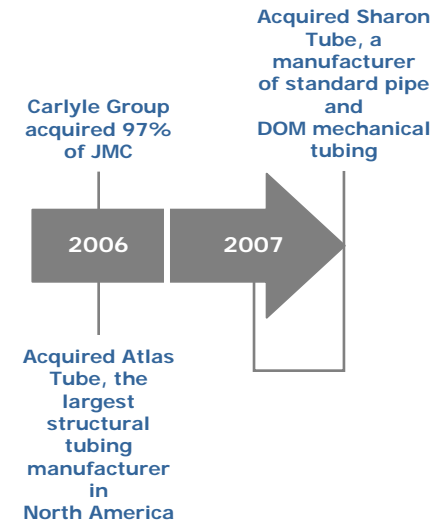 Acquired Sharon
Tube, a
manufacturer
of standard pipe
and
DOM mechanical
tubing
Carlyle Group
acquired 97%
of JMC
2006
2007
Acquired Atlas
Tube, the
largest
structural
tubing
manufacturer
in
North America